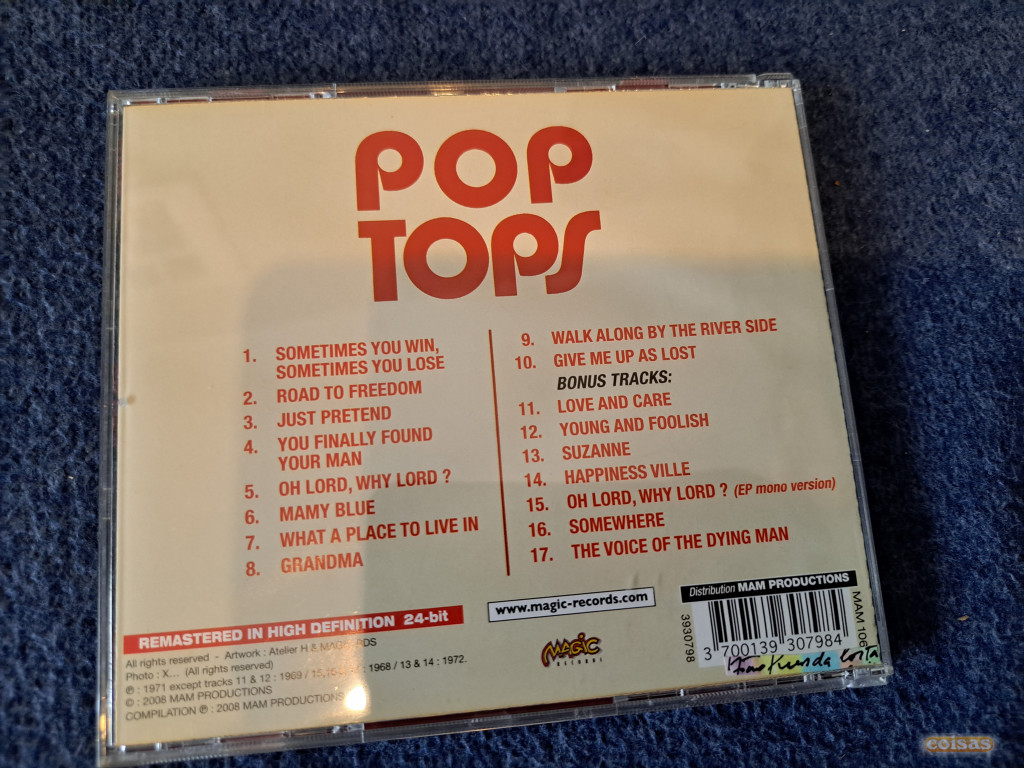 POP
TOPS
1. SOMETIMES YOU WIN,
SOMETIMES YOU LOSE
2. ROAD TO FREEDOM
3. JUST PRETEND
4. YOU FINALLY FOUND
YOUR MAN
5. OH LORD, WHY LORD ?
6. MAMY BLUE
7. WHAT A PLACE TO LIVE IN
8. GRANDMA
9. WALK ALONG BY THE RIVER SIDE
10. GIVE ME UP AS LOST
BONUS TRACKS:
11. LOVE AND CARE
12. YOUNG AND FOOLISH
13. SUZANNE
14. HAPPINESS VILLE
15. OH LORD, WHY LORD ? (EP mono version)
16. SOMEWHERE
17. THE VOICE OF THE DYING MAN
REMASTERED IN HIGH DEFINITION 24-bit
All rights reserved - Artwork : Atelier H &
Photo : X... (All rights reserved)
℗ : 1971 except tracks 11 & 12 : 1969 / 1968 / 13 & 14 : 1972.
© : 2008 MAM PRODUCTIONS
COMPILATION ℗ : 2008 MAM PRODUCTIONS
www.magic-records.com
MAGIC
RECORDS
Distribution MAM PRODUCTIONS
3930798
3 700139 307984
MAM 106
coisas